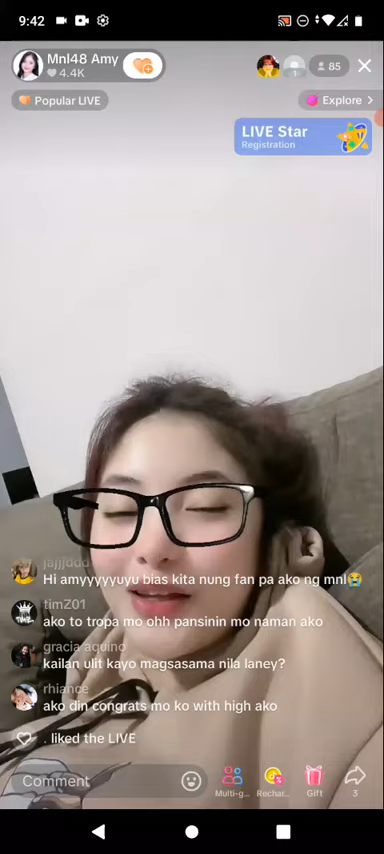 9:42
Mnl48 Amy
4.4K
85
Popular LIVE
Explore >
LIVE Star
Registration
jajjjddd
Hi amyyyyyuyu bias kita nung fan pa ako ng mnl😭
timZ01
ako to tropa mo ohh pansinin mo naman ako
gracia aquino
kailan ulit kayo magsasama nila laney?
rhiance
ako din congrats mo ko with high ako
. liked the LIVE
Comment
Multi-g...
Rechar...
Gift
3